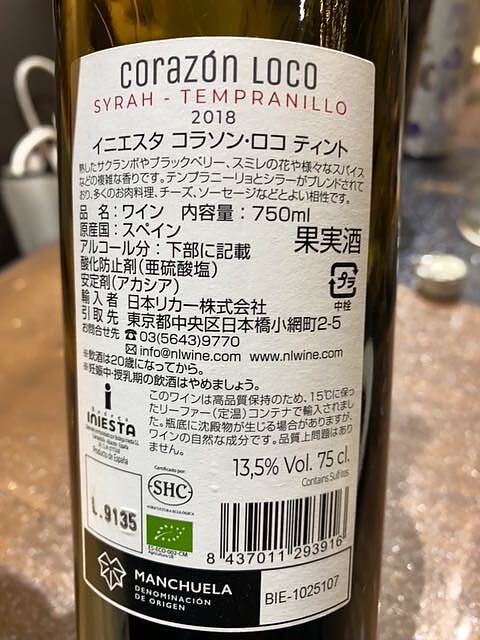 corazón loco
SYRAH - TEMPRANILLO
2018
イニエスタ コラソン・ロコ ティント
熟したサクランボやブラックベリー、スミレの花や様々なスパイス
などの複雑な香りです。テンプラニーリョとシラーがブレンドされて
おり、多くのお肉料理、チーズ、ソーセージなどとよい相性です。
品 名：ワイン 内容量：750ml
原産国：スペイン
アルコール分：下部に記載
果実酒
酸化防止剤(亜硫酸塩)
安定剤(アカシア)
プラ
中栓
輸入者 日本リカー株式会社
引取先 東京都中央区日本橋小網町2-5
お問合せ先 ☎03(5643)9770
✉info@nlwine.com www.nlwine.com
※飲酒は20歳になってから。
※妊娠中・授乳期の飲酒はやめましょう。
このワインは高品質保持のため、15℃に保っ
たリーファー(定温)コンテナで輸入されまし
た。瓶底に沈殿物が生じる場合がありますが、
ワインの自然な成分です。品質上問題はあり
ません。
BODEGA
INIESTA
Producto de España
13,5% Vol. 75 cl.
Contains Sulfites
L.9135
Certificado por:
SHC
ES-ECO-002-CM
8 437011 293916
MANCHUELA
DENOMINACIÓN
DE ORIGEN
BIE-1025107